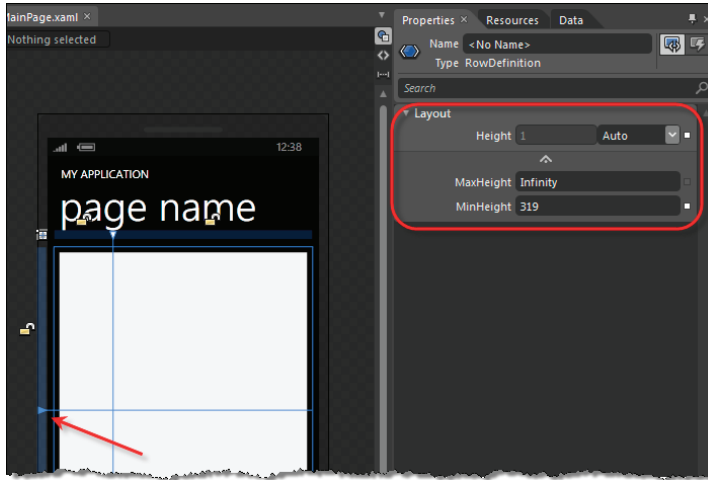 MainPage.xaml ×
Nothing selected
12:38
MY APPLICATION
page name
Properties × Resources Data
Name <No Name>
Type RowDefinition
Search
Layout
Height 1 Auto
MaxHeight Infinity
MinHeight 319